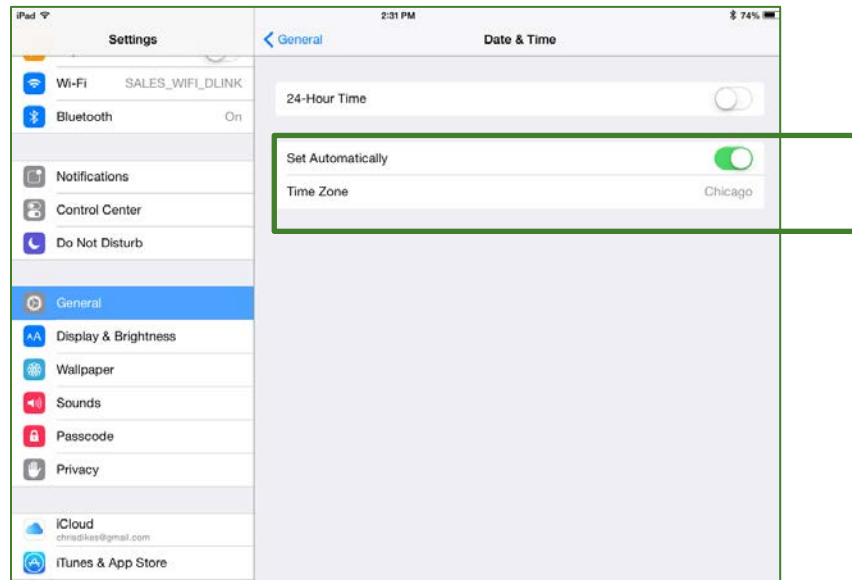 iPad 2:31 PM 74%
Settings
General Date & Time
Wi-Fi SALES_WIFI_DLINK
Bluetooth On
Notifications
Control Center
Do Not Disturb
General
AA Display & Brightness
Wallpaper
Sounds
Passcode
Privacy
iCloud
chrisdikes@gmail.com
iTunes & App Store
24-Hour Time
Set Automatically
Time Zone Chicago